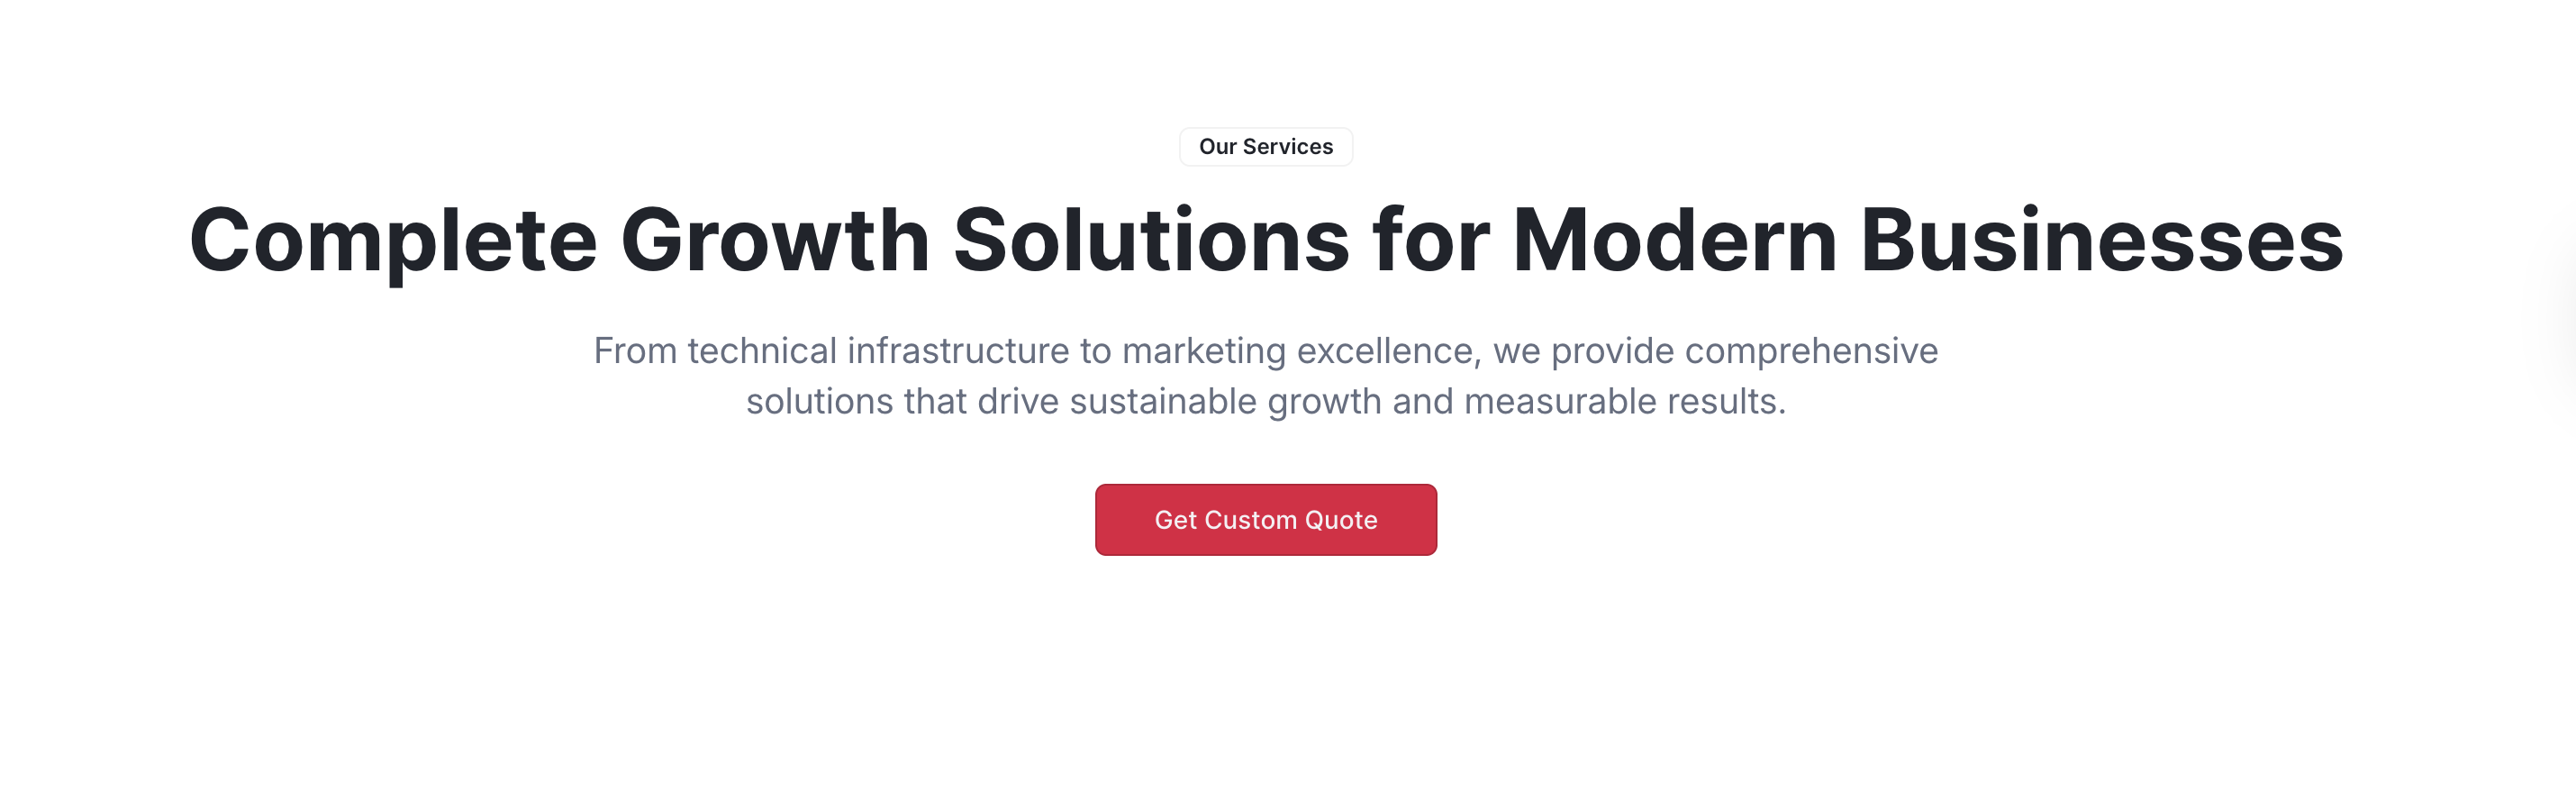 Our Services
Complete Growth Solutions for Modern Businesses
From technical infrastructure to marketing excellence, we provide comprehensive
solutions that drive sustainable growth and measurable results.
Get Custom Quote